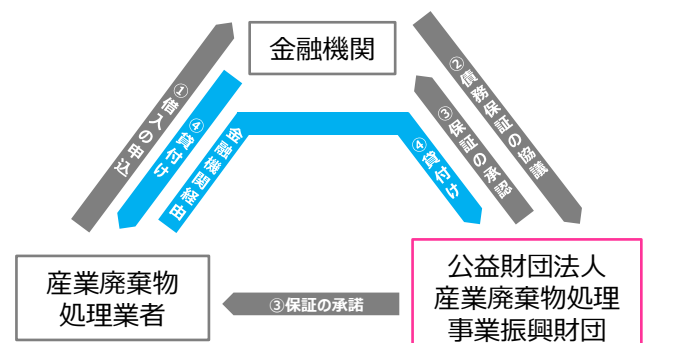 金融機関
①借入の申込
④貸付け
金融機関経由
④貸付け
③保証の承認
②債務保証の協議
産業廃棄物
処理業者
③保証の承諾
公益財団法人
産業廃棄物処理
事業振興財団